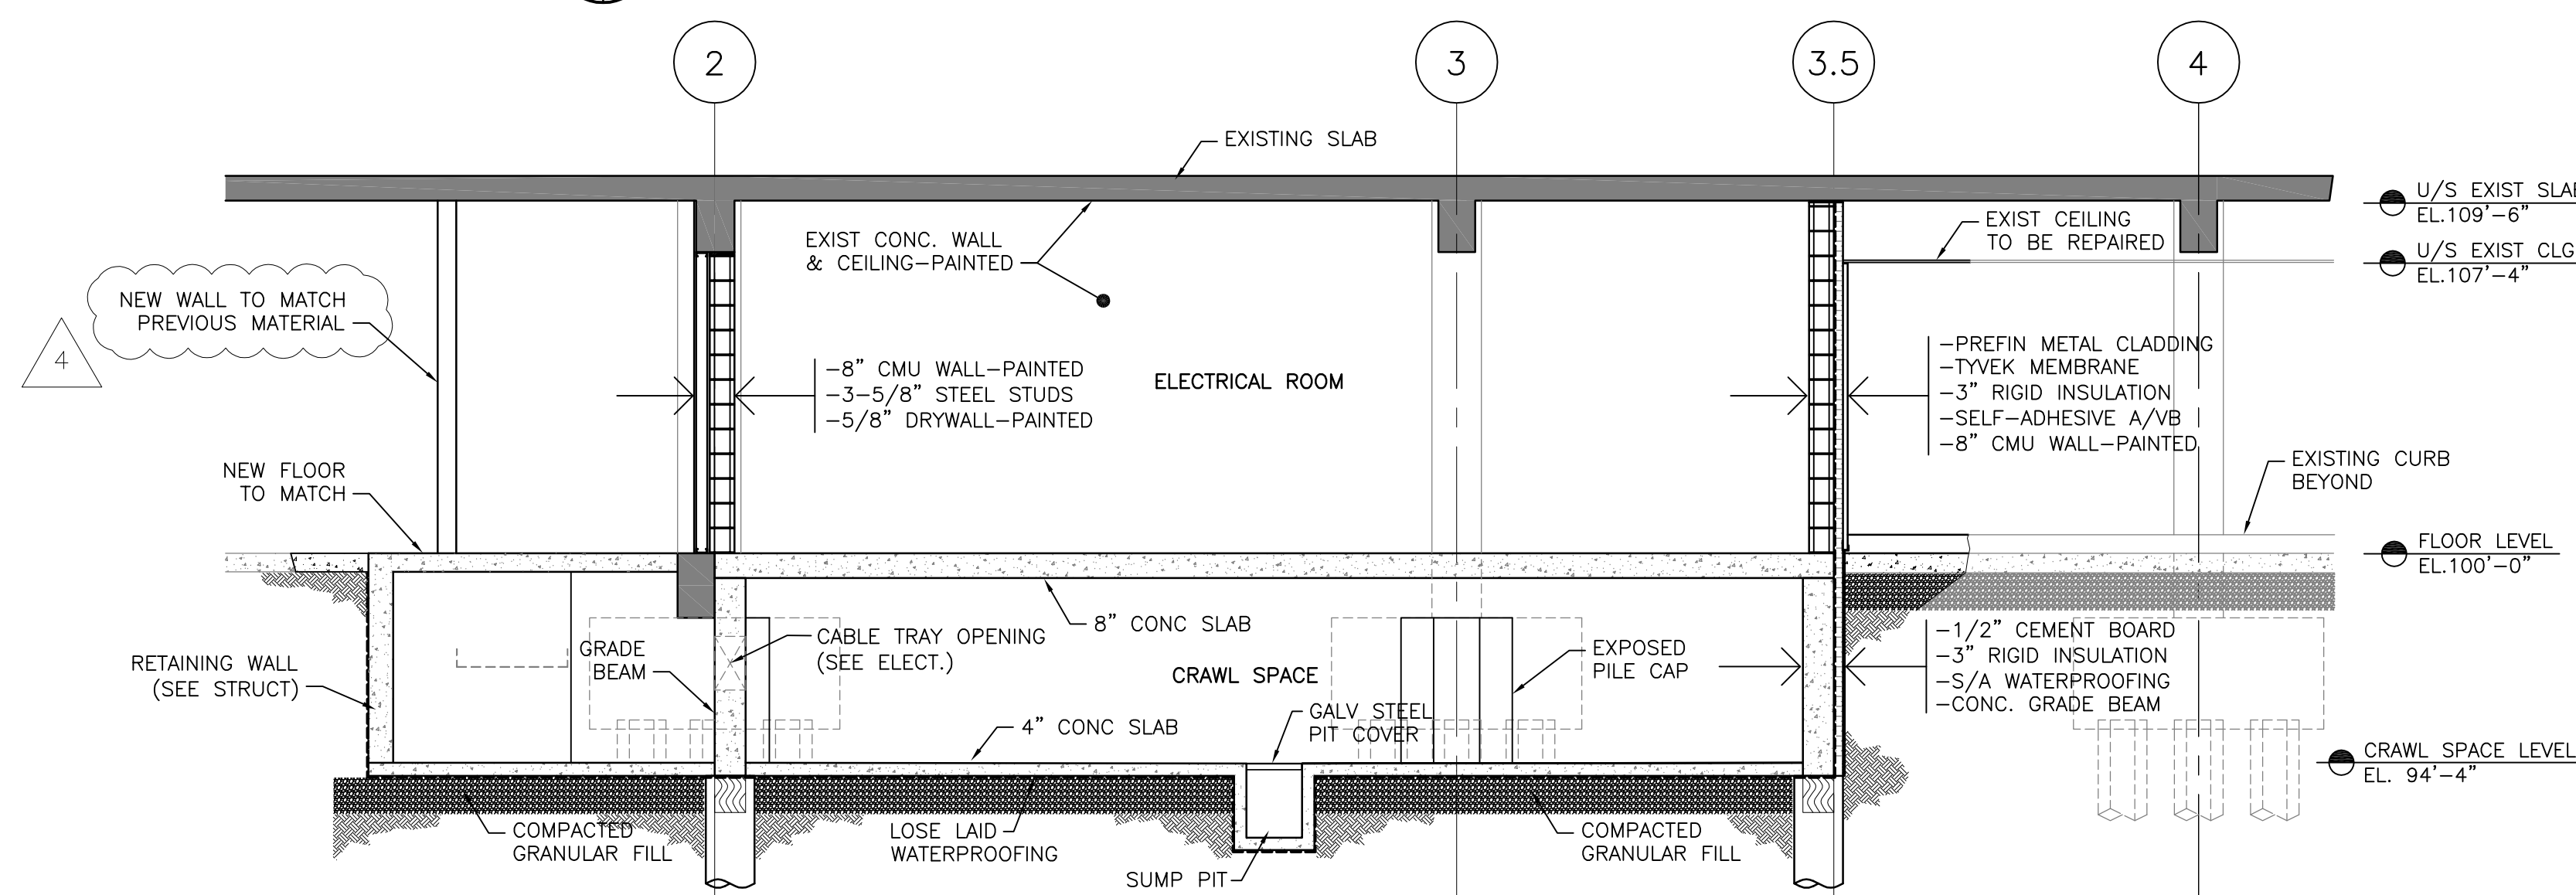 2
3
3.5
4
EXISTING SLAB
U/S EXIST SLAB
EL.109'-6"
EXIST CEILING
TO BE REPAIRED
U/S EXIST CLG
EL.107'-4"
EXIST CONC. WALL
& CEILING-PAINTED
NEW WALL TO MATCH
PREVIOUS MATERIAL
4
-8" CMU WALL-PAINTED
-3-5/8" STEEL STUDS
-5/8" DRYWALL-PAINTED
ELECTRICAL ROOM
-PREFIN METAL CLADDING
-TYVEK MEMBRANE
-3" RIGID INSULATION
-SELF-ADHESIVE A/VB
-8" CMU WALL-PAINTED
NEW FLOOR
TO MATCH
EXISTING CURB
BEYOND
FLOOR LEVEL
EL.100'-0"
8" CONC SLAB
CABLE TRAY OPENING
(SEE ELECT.)
GRADE
BEAM
RETAINING WALL
(SEE STRUCT)
CRAWL SPACE
EXPOSED
PILE CAP
-1/2" CEMENT BOARD
-3" RIGID INSULATION
-S/A WATERPROOFING
-CONC. GRADE BEAM
GALV STEEL
PIT COVER
4" CONC SLAB
CRAWL SPACE LEVEL
EL. 94'-4"
COMPACTED
GRANULAR FILL
LOSE LAID
WATERPROOFING
SUMP PIT
COMPACTED
GRANULAR FILL